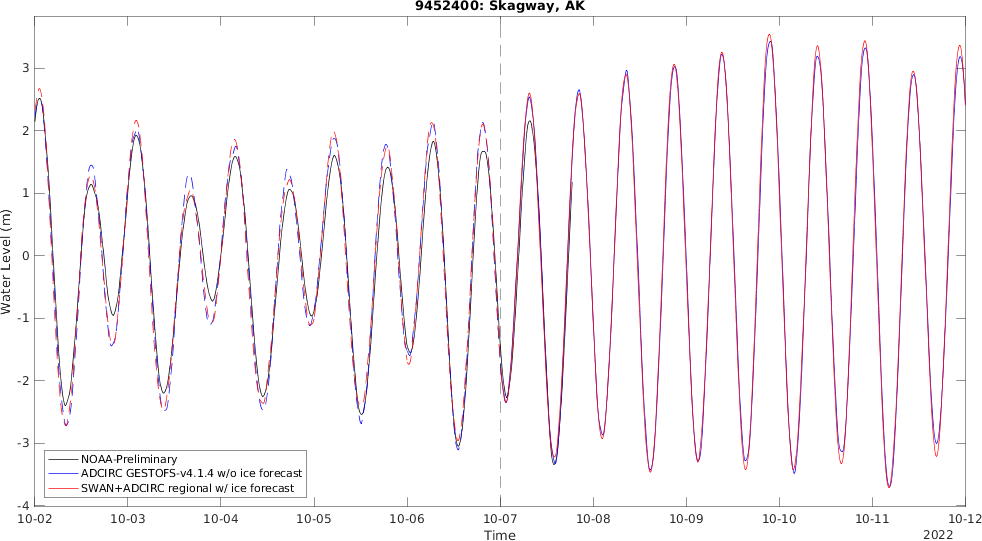 9452400: Skagway, AK
Water Level (m)
3
2
1
0
-1
-2
-3
-4
NOAA-Preliminary
ADCIRC GESTOFS-v4.1.4 w/o ice forecast
SWAN+ADCIRC regional w/ ice forecast
10-02 10-03 10-04 10-05 10-06 10-07 10-08 10-09 10-10 10-11 10-12
Time
2022